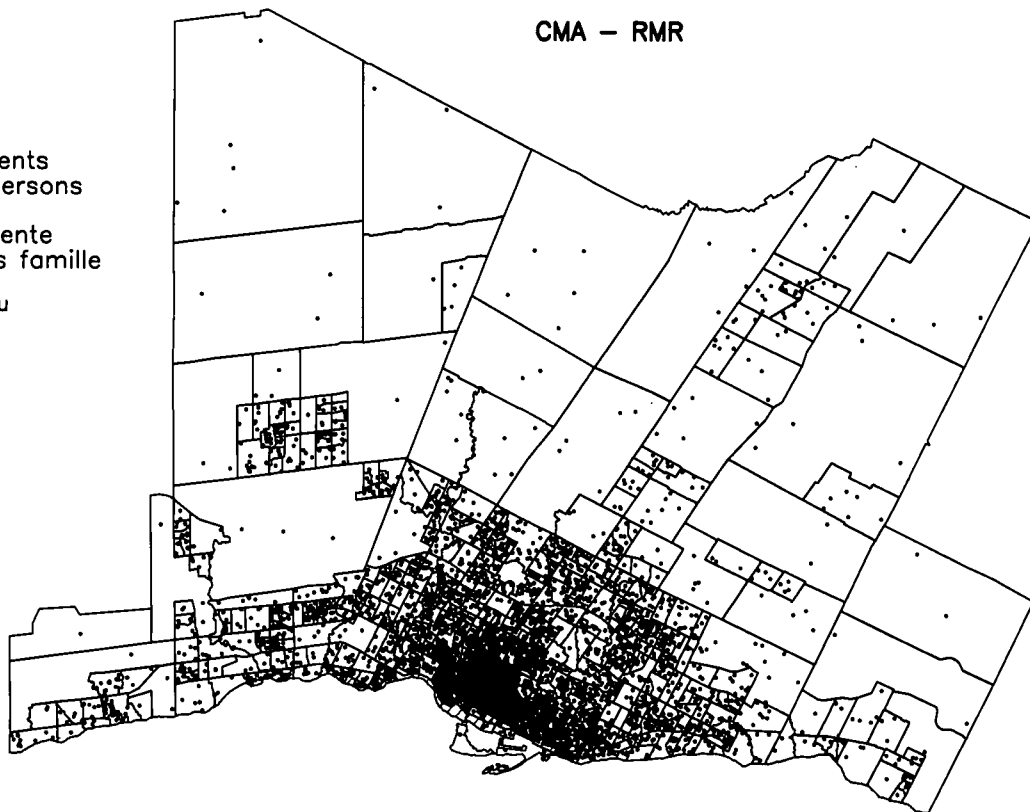 CMA – RMR
ents
ersons
ente
s famille
u